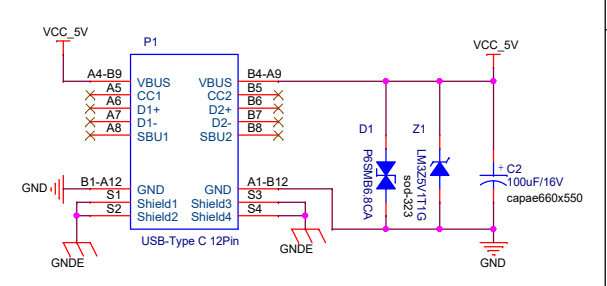 VCC_5V
P1
VCC_5V
A4-B9 VBUS VBUS B4-A9
A5 CC1 CC2 B5
A6 D1+ D2+ B6
A7 D1- D2- B7
A8 SBU1 SBU2 B8
D1 Z1
P6SMB6.8CA
sod-323
LM3Z5V1T1G
+ C2
100uF/16V
capae660x550
GND B1-A12 GND GND A1-B12
S1 Shield1 Shield3 S3
S2 Shield2 Shield4 S4
USB-Type C 12Pin
GNDE
GNDE
GND